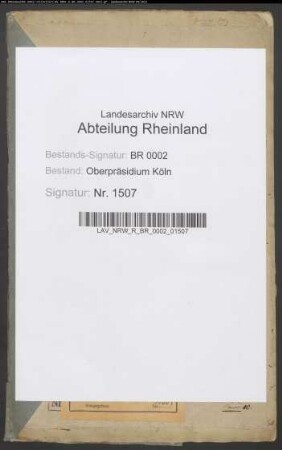 Landesarchiv NRW
Abteilung Rheinland
Bestands-Signatur: BR 0002
Bestand: Oberpräsidium Köln
Signatur: Nr. 1507
LAV_NRW_R_BR_0002_01507